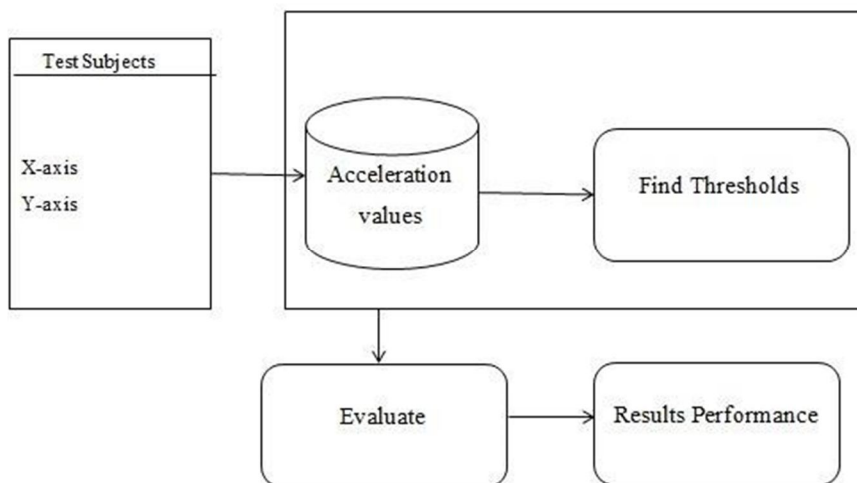 Test Subjects
X-axis
Y-axis
Acceleration
values
Find Thresholds
Evaluate
Results Performance